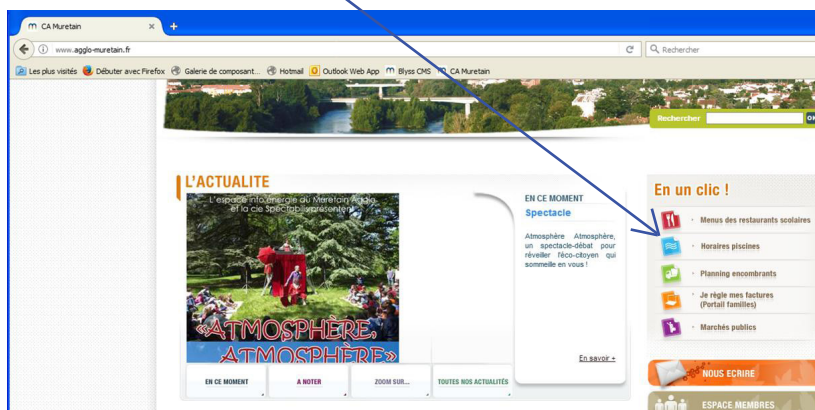 CA Muretain
www.agglo-muretain.fr
Rechercher
Les plus visités Débuter avec Firefox Galerie de composant... Hotmail Outlook Web App Blyss CMS CA Muretain
Rechercher OK
L'ACTUALITE
L'espace info énergie du Muretain Agglo
et la cie Spectabilis présentent
«ATMOSPHÈRE,
ATMOSPHÈRE»
EN CE MOMENT
Spectacle
Atmosphère Atmosphère,
un spectacle-débat pour
réveiller l'éco-citoyen qui
sommeille en vous !
En savoir +
EN CE MOMENT A NOTER ZOOM SUR... TOUTES NOS ACTUALITÉS
En un clic !
Menus des restaurants scolaires
Horaires piscines
Planning encombrants
Je règle mes factures
(Portail familles)
Marchés publics
NOUS ECRIRE
ESPACE MEMBRES